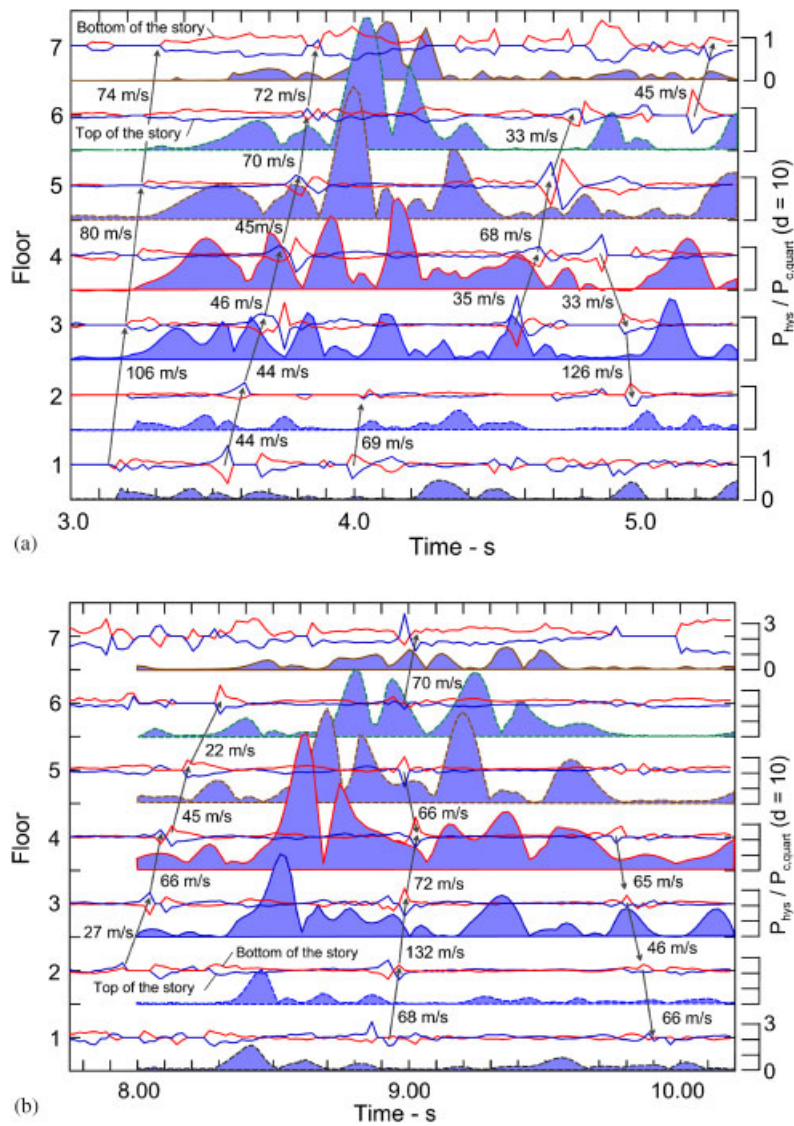 Bottom of the story
7
1
0
74 m/s
72 m/s
45 m/s
6
Top of the story
33 m/s
70 m/s
5
80 m/s
45m/s
68 m/s
4
46 m/s
35 m/s
33 m/s
3
106 m/s
44 m/s
126 m/s
2
44 m/s
69 m/s
1
1
0
Floor
P_hys / P_c,quart (d = 10)
3.0
4.0
5.0
(a)
Time - s
7
3
0
70 m/s
6
22 m/s
5
45 m/s
66 m/s
4
66 m/s
72 m/s
65 m/s
3
27 m/s
132 m/s
46 m/s
Bottom of the story
2
Top of the story
68 m/s
66 m/s
1
3
0
Floor
P_hys / P_c,quart (d = 10)
8.00
9.00
10.00
(b)
Time - s